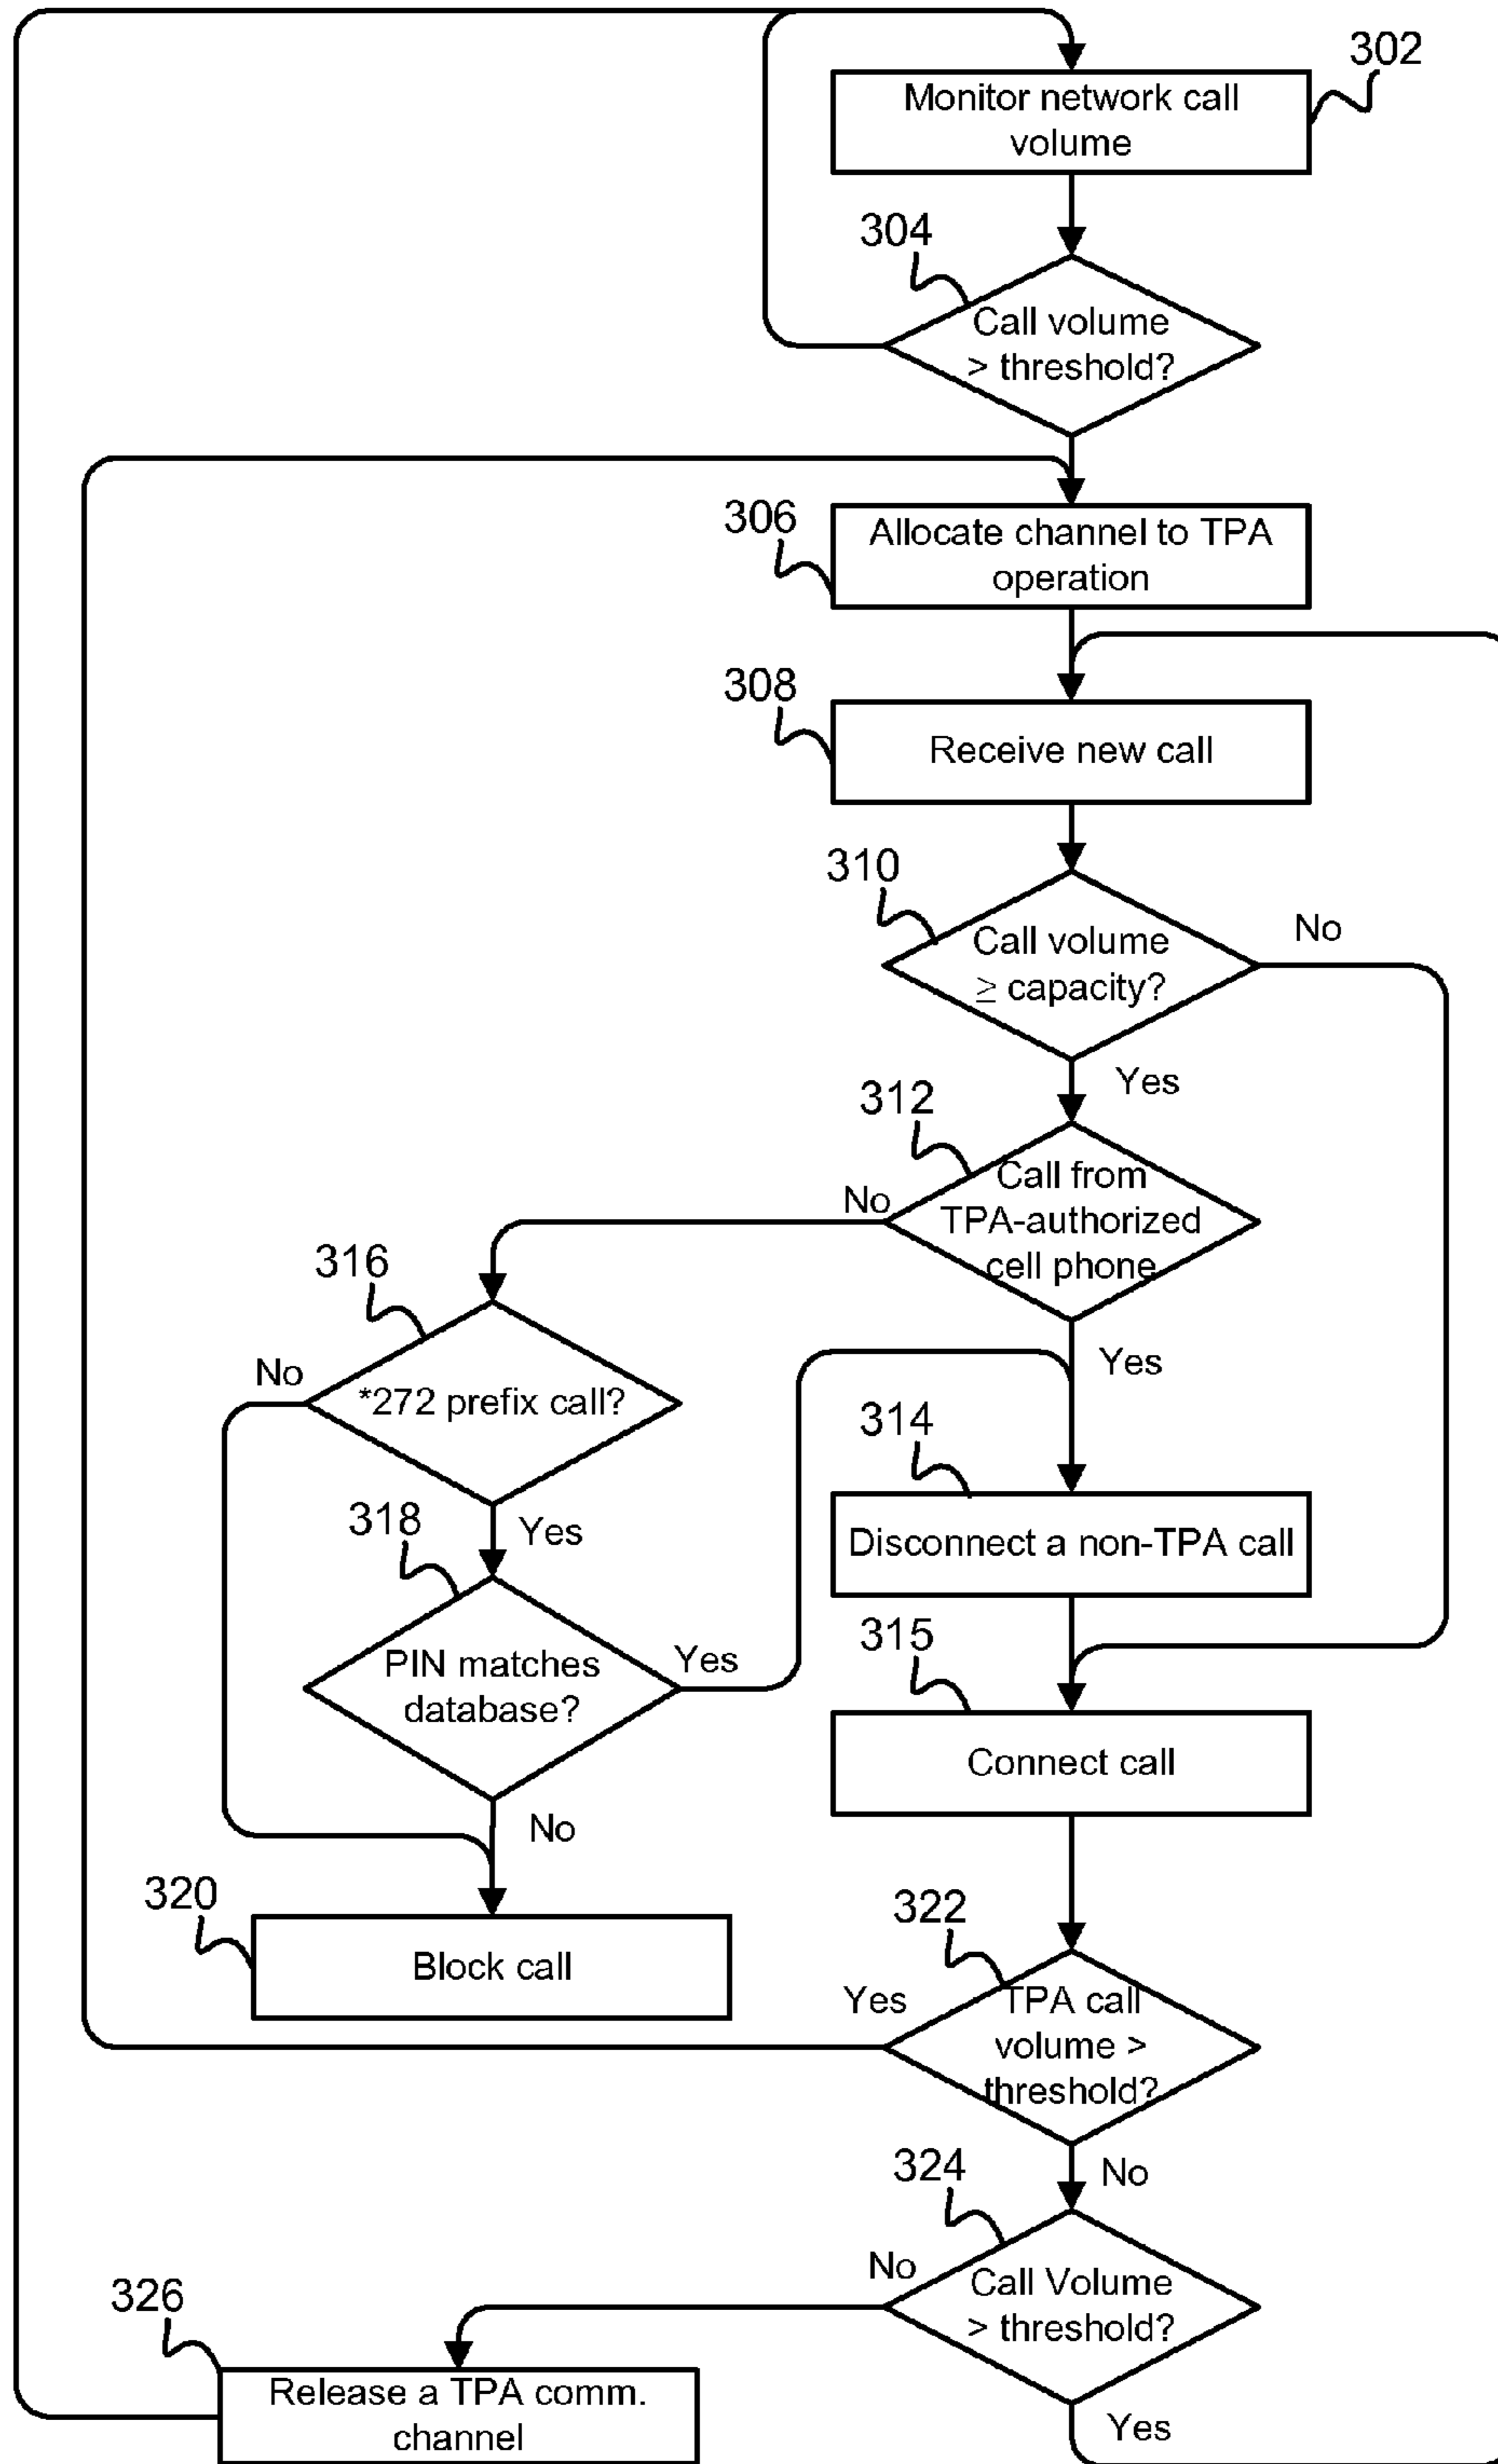 302
Monitor network call
volume
304
Call volume
> threshold?
306
Allocate channel to TPA
operation
308
Receive new call
310
Call volume
≥ capacity?
No
Yes
312
Call from
TPA-authorized
cell phone
No
Yes
316
*272 prefix call?
No
Yes
314
Disconnect a non-TPA call
318
PIN matches
database?
Yes
No
315
Connect call
320
Block call
322
TPA call
volume >
threshold?
Yes
No
324
Call Volume
> threshold?
No
Yes
326
Release a TPA comm.
channel